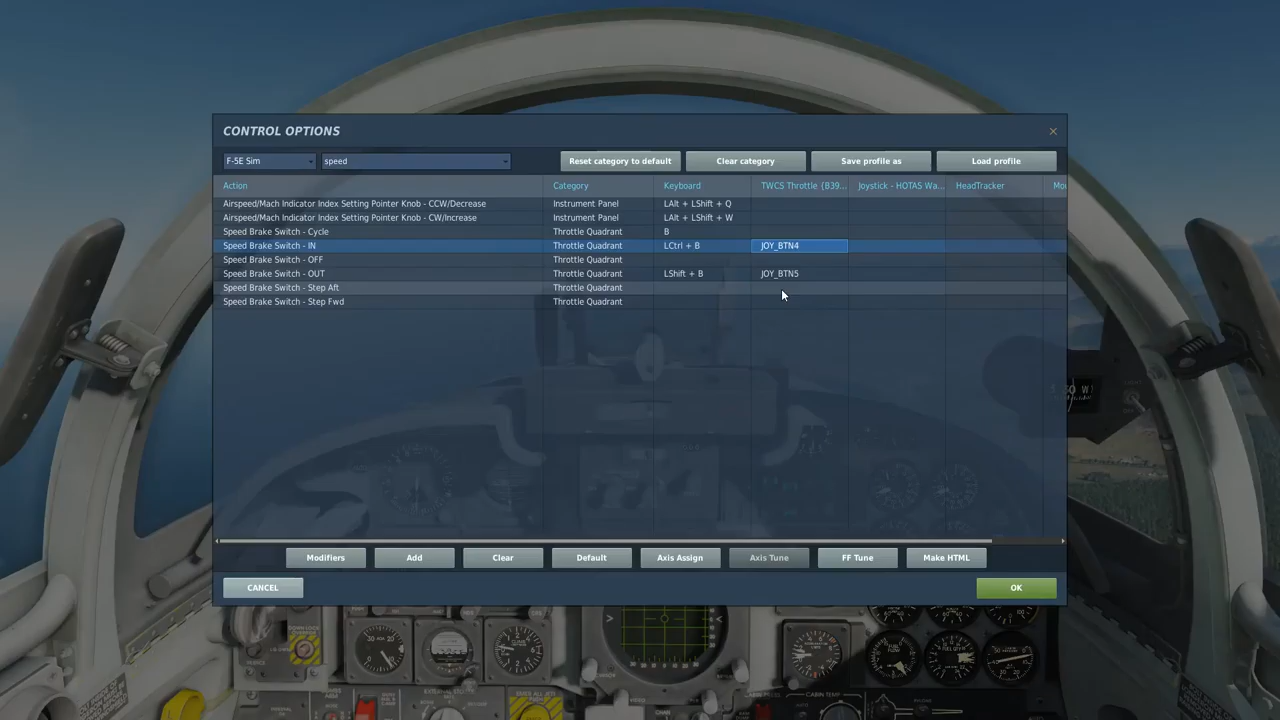 CONTROL OPTIONS
F-5E Sim speed Reset category to default Clear category Save profile as Load profile
Action Category Keyboard TWCS Throttle {B39... Joystick - HOTAS Wa... HeadTracker Mo
Airspeed/Mach Indicator Index Setting Pointer Knob - CCW/Decrease Instrument Panel LAlt + LShift + Q
Airspeed/Mach Indicator Index Setting Pointer Knob - CW/Increase Instrument Panel LAlt + LShift + W
Speed Brake Switch - Cycle Throttle Quadrant B
Speed Brake Switch - IN Throttle Quadrant LCtrl + B JOY_BTN4
Speed Brake Switch - OFF Throttle Quadrant
Speed Brake Switch - OUT Throttle Quadrant LShift + B JOY_BTN5
Speed Brake Switch - Step Aft Throttle Quadrant
Speed Brake Switch - Step Fwd Throttle Quadrant
Modifiers Add Clear Default Axis Assign Axis Tune FF Tune Make HTML
CANCEL OK